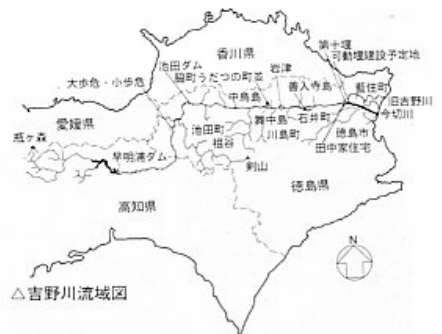 第十堰
可動堰建設予定地
香川県
岩津
善入寺島
藍住町
旧吉野川
今切川
池田ダム
脇町うだつの町並
大歩危・小歩危
中鳥島
愛媛県
瓶ヶ森
池田町
祖谷
舞中島
石井町
川島町
徳島市
田中家住宅
早明浦ダム
剣山
徳島県
高知県
N
△吉野川流域図